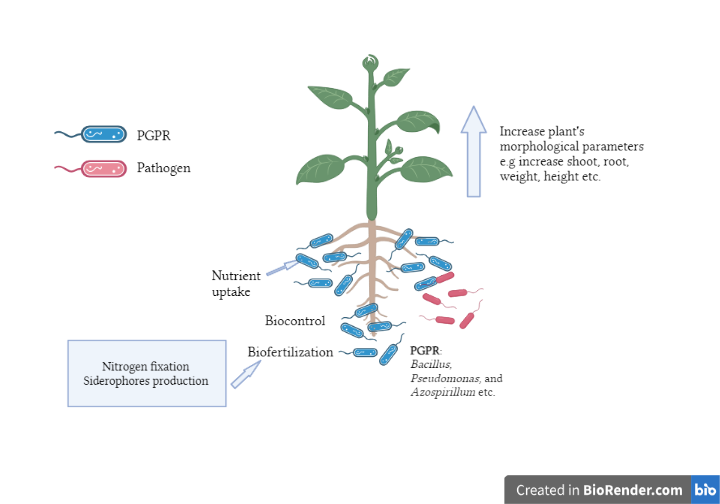 PGPR
Pathogen
Increase plant's
morphological parameters
e.g increase shoot, root,
weight, height etc.
Nutrient
uptake
Biocontrol
Biofertilization
Nitrogen fixation
Siderophores production
PGPR:
Bacillus,
Pseudomonas, and
Azospirillum etc.
Created in BioRender.com bio